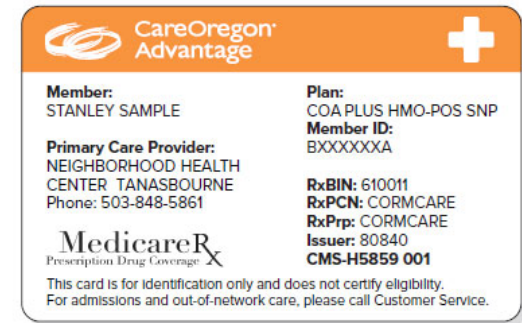 CareOregon®
Advantage
Member:
STANLEY SAMPLE
Primary Care Provider:
NEIGHBORHOOD HEALTH
CENTER TANASBOURNE
Phone: 503-848-5861
MedicareRx
Prescription Drug Coverage
Plan:
COA PLUS HMO-POS SNP
Member ID:
BXXXXXXA
RxBIN: 610011
RxPCN: CORMCARE
RxPrp: CORMCARE
Issuer: 80840
CMS-H5859 001
This card is for identification only and does not certify eligibility.
For admissions and out-of-network care, please call Customer Service.